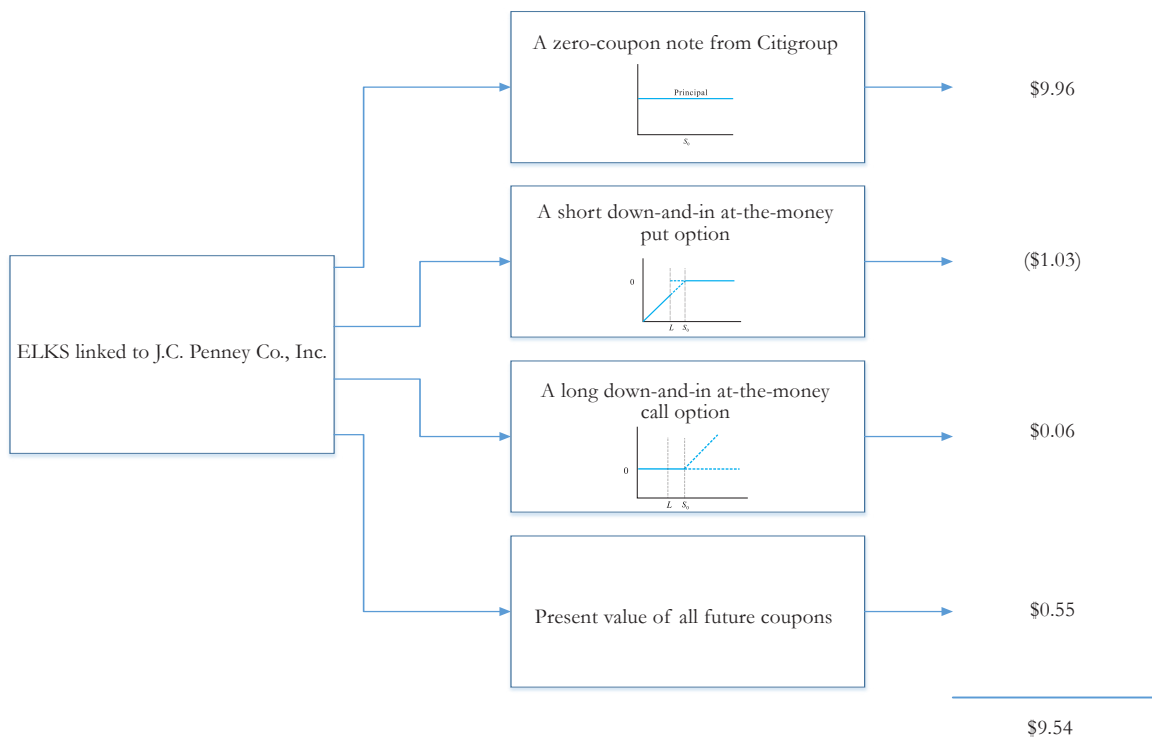 A zero-coupon note from Citigroup
Principal
S₀
$9.96
A short down-and-in at-the-money
put option
0
L
S₀
($1.03)
ELKS linked to J.C. Penney Co., Inc.
A long down-and-in at-the-money
call option
0
L
S₀
$0.06
Present value of all future coupons
$0.55
$9.54